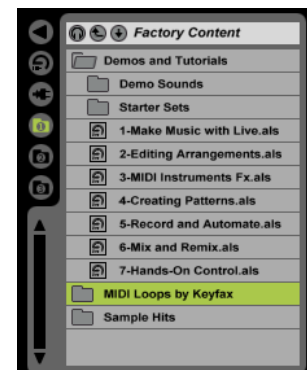 Factory Content
Demos and Tutorials
Demo Sounds
Starter Sets
1-Make Music with Live.als
2-Editing Arrangements.als
3-MIDI Instruments Fx.als
4-Creating Patterns.als
5-Record and Automate.als
6-Mix and Remix.als
7-Hands-On Control.als
MIDI Loops by Keyfax
Sample Hits